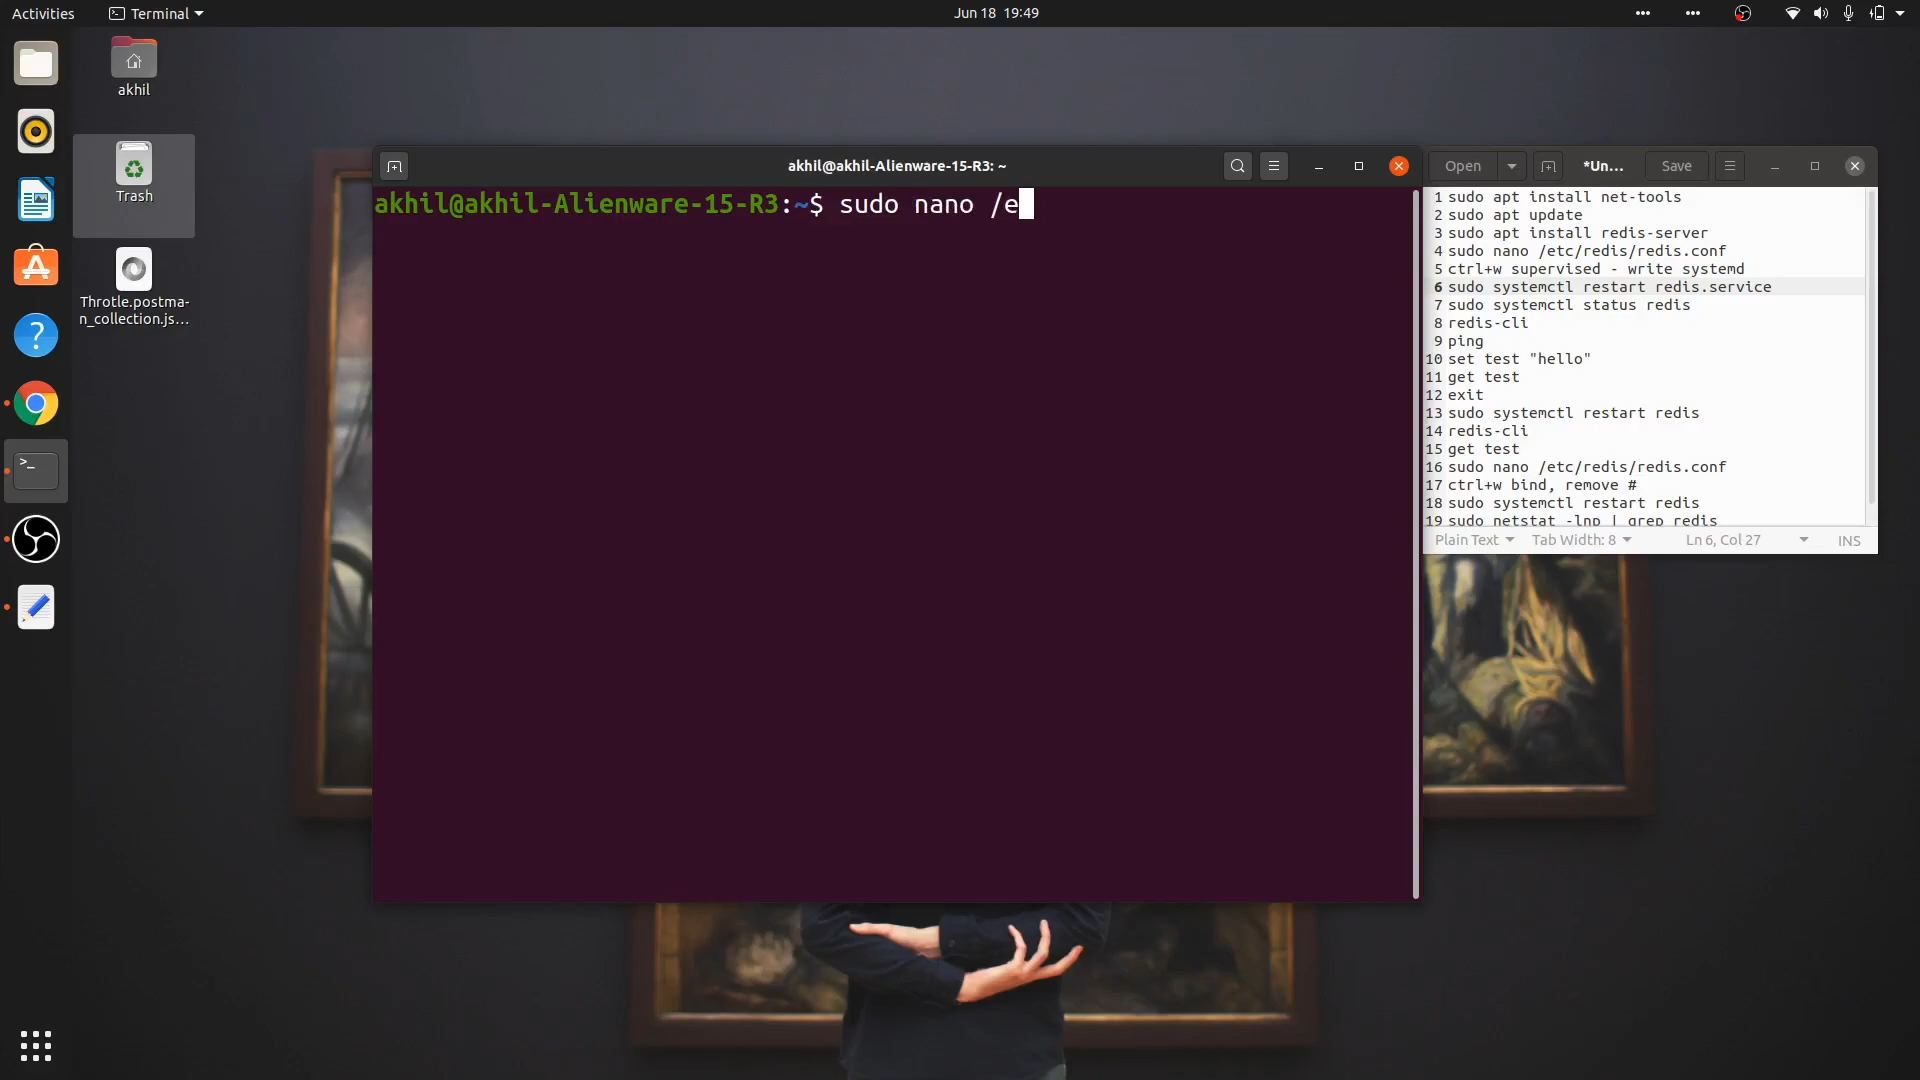 Activities
Terminal
Jun 18 19:49
akhil
Trash
Throtle.postma-
n_collection.js...
akhil@akhil-Alienware-15-R3: ~
akhil@akhil-Alienware-15-R3:~$ sudo nano /e
Open
*Un...
Save
1 sudo apt install net-tools
2 sudo apt update
3 sudo apt install redis-server
4 sudo nano /etc/redis/redis.conf
5 ctrl+w supervised - write systemd
6 sudo systemctl restart redis.service
7 sudo systemctl status redis
8 redis-cli
9 ping
10 set test "hello"
11 get test
12 exit
13 sudo systemctl restart redis
14 redis-cli
15 get test
16 sudo nano /etc/redis/redis.conf
17 ctrl+w bind, remove #
18 sudo systemctl restart redis
19 sudo netstat -lnp | grep redis
Plain Text
Tab Width: 8
Ln 6, Col 27
INS